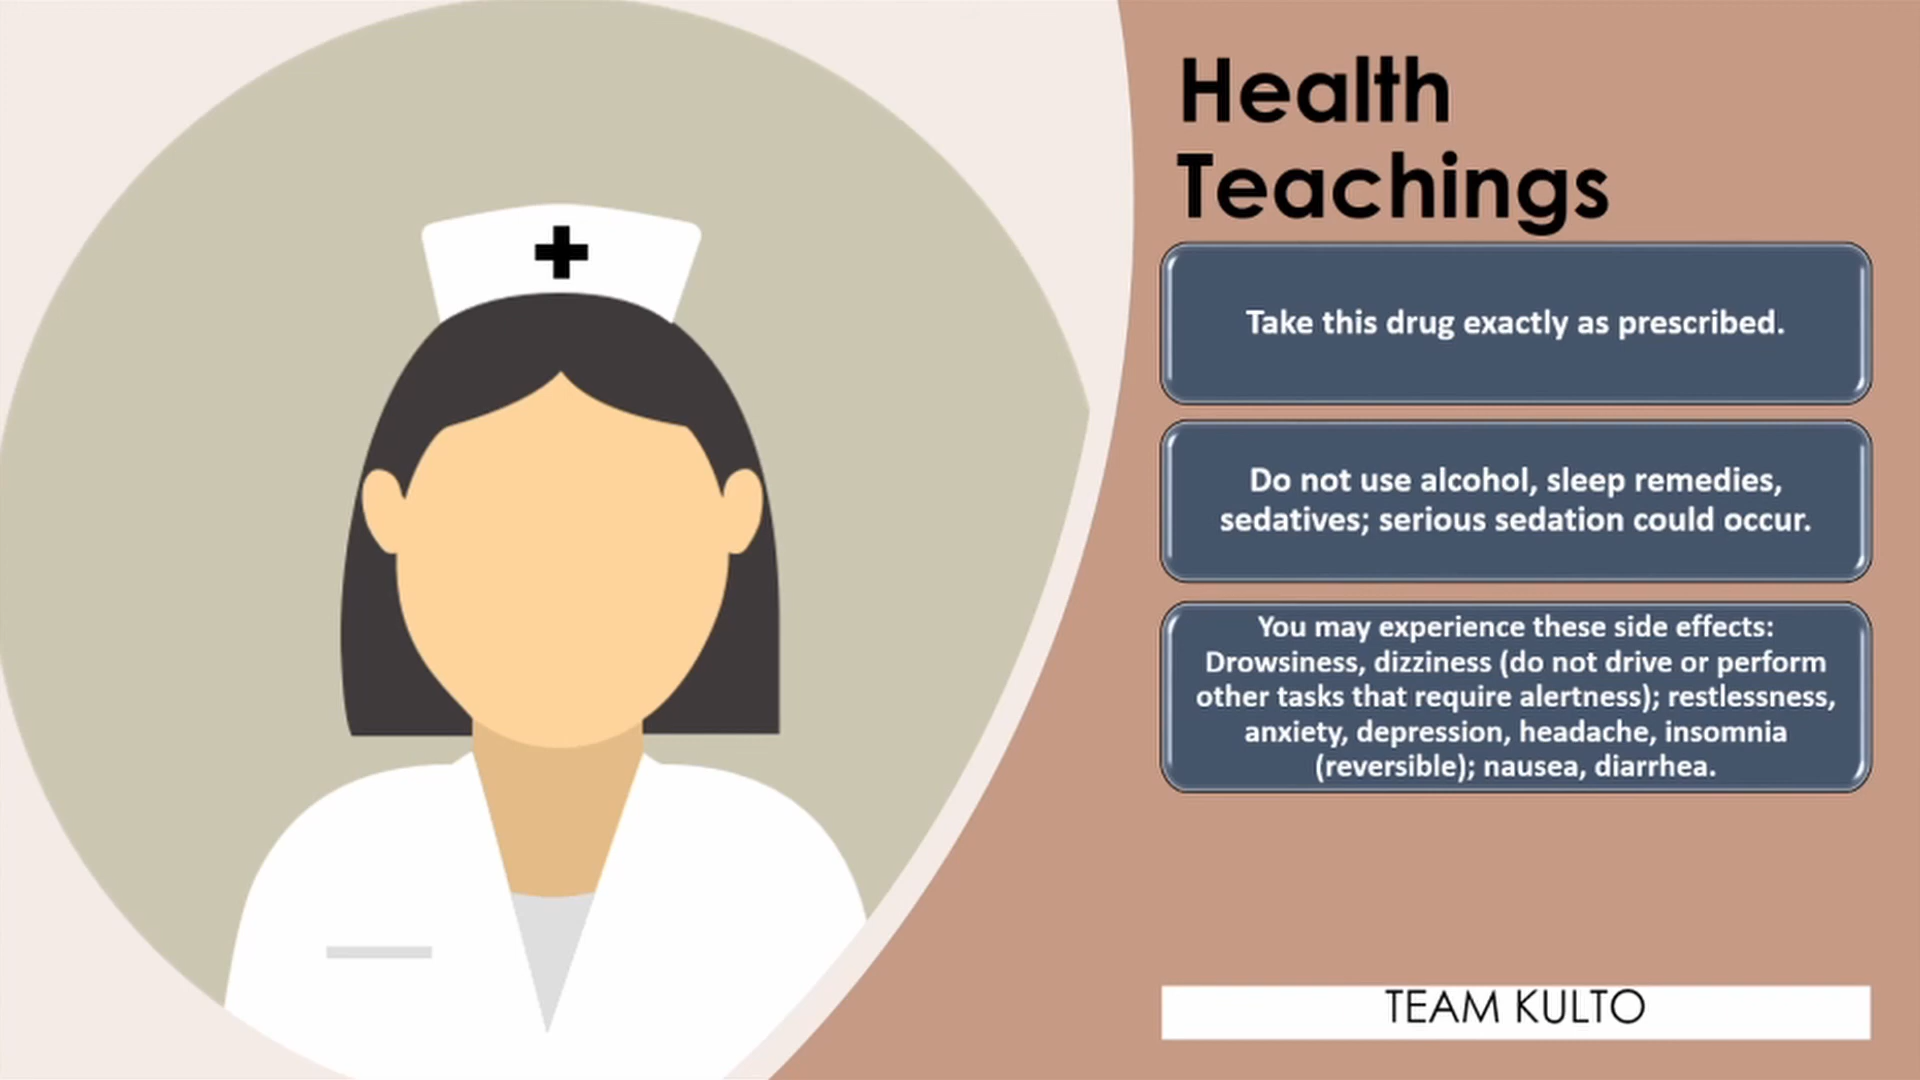 Health
Teachings
Take this drug exactly as prescribed.
Do not use alcohol, sleep remedies,
sedatives; serious sedation could occur.
You may experience these side effects:
Drowsiness, dizziness (do not drive or perform
other tasks that require alertness); restlessness,
anxiety, depression, headache, insomnia
(reversible); nausea, diarrhea.
TEAM KULTO